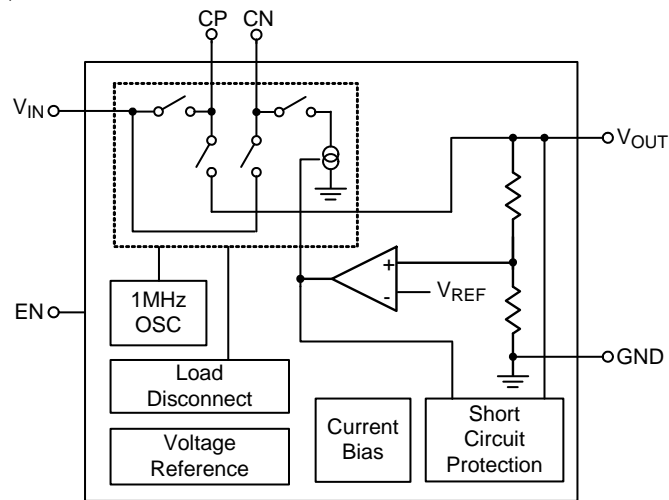 CP CN
VIN
VOUT
+
-
VREF
EN
1MHz
OSC
GND
Load
Disconnect
Voltage
Reference
Current
Bias
Short
Circuit
Protection